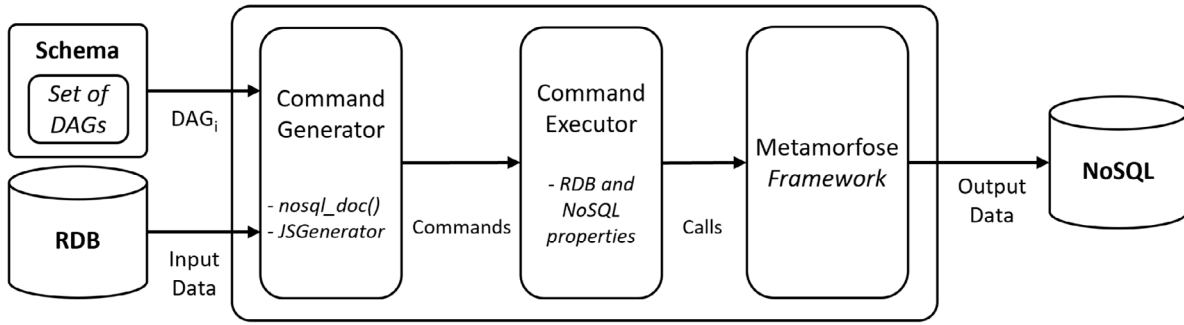 Schema
Set of
DAGs
DAGi
RDB
Input
Data
Command
Generator
- nosql_doc()
- JSGenerator
Commands
Command
Executor
- RDB and
NoSQL
properties
Calls
Metamorfose
Framework
Output
Data
NoSQL